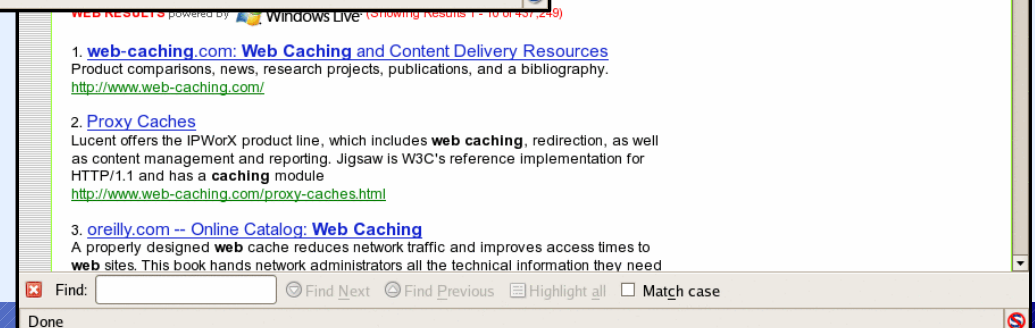 WEB RESULTS powered by Windows Live (Showing Results 1 - 10 of 437,249)
1. web-caching.com: Web Caching and Content Delivery Resources
Product comparisons, news, research projects, publications, and a bibliography.
http://www.web-caching.com/
2. Proxy Caches
Lucent offers the IPWorX product line, which includes web caching, redirection, as well
as content management and reporting. Jigsaw is W3C's reference implementation for
HTTP/1.1 and has a caching module
http://www.web-caching.com/proxy-caches.html
3. oreilly.com -- Online Catalog: Web Caching
A properly designed web cache reduces network traffic and improves access times to
web sites. This book hands network administrators all the technical information they need
Find: Find Next Find Previous Highlight all Match case
Done